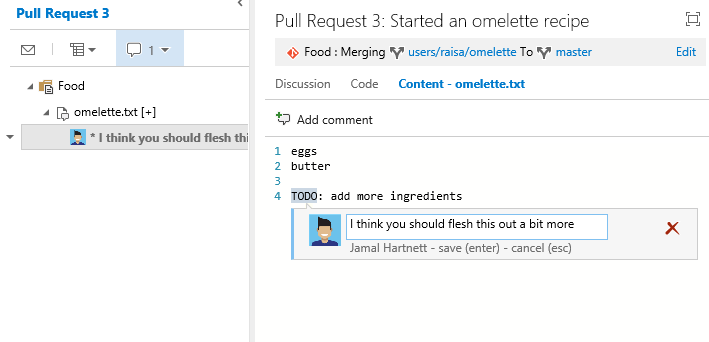 Pull Request 3
1
Food
omelette.txt [+]
* I think you should flesh thi
Pull Request 3: Started an omelette recipe
Food : Merging users/raisa/omelette To master Edit
Discussion Code Content - omelette.txt
Add comment
1 eggs
2 butter
3
4 TODO: add more ingredients
I think you should flesh this out a bit more
Jamal Hartnett - save (enter) - cancel (esc)